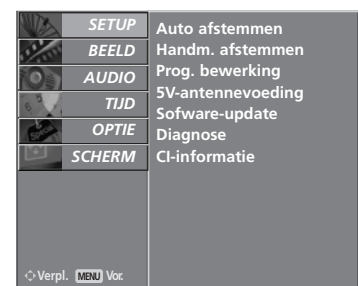 SETUP
BEELD
AUDIO
TIJD
OPTIE
SCHERM
Auto afstemmen
Handm. afstemmen
Prog. bewerking
5V-antennevoeding
Sofware-update
Diagnose
CI-informatie
Verpl. MENU Vor.